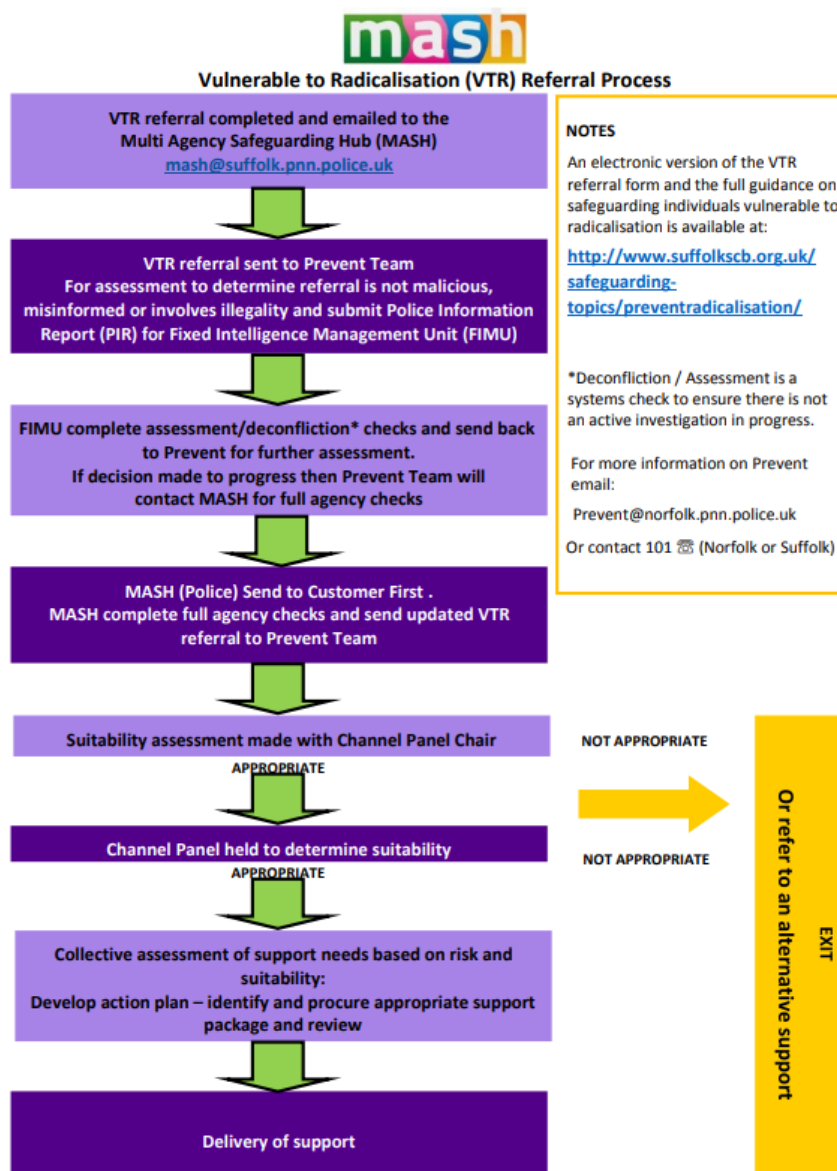 mash
Vulnerable to Radicalisation (VTR) Referral Process
VTR referral completed and emailed to the
Multi Agency Safeguarding Hub (MASH)
mash@suffolk.pnn.police.uk
VTR referral sent to Prevent Team
For assessment to determine referral is not malicious,
misinformed or involves illegality and submit Police Information
Report (PIR) for Fixed Intelligence Management Unit (FIMU)
FIMU complete assessment/deconfliction* checks and send back
to Prevent for further assessment.
If decision made to progress then Prevent Team will
contact MASH for full agency checks
MASH (Police) Send to Customer First .
MASH complete full agency checks and send updated VTR
referral to Prevent Team
Suitability assessment made with Channel Panel Chair
APPROPRIATE
Channel Panel held to determine suitability
APPROPRIATE
Collective assessment of support needs based on risk and
suitability:
Develop action plan – identify and procure appropriate support
package and review
Delivery of support
NOTES
An electronic version of the VTR
referral form and the full guidance on
safeguarding individuals vulnerable to
radicalisation is available at:
http://www.suffolkscb.org.uk/
safeguarding-
topics/preventradicalisation/
*Deconfliction / Assessment is a
systems check to ensure there is not
an active investigation in progress.
For more information on Prevent
email:
Prevent@norfolk.pnn.police.uk
Or contact 101 ☏ (Norfolk or Suffolk)
NOT APPROPRIATE
NOT APPROPRIATE
EXIT
Or refer to an alternative support